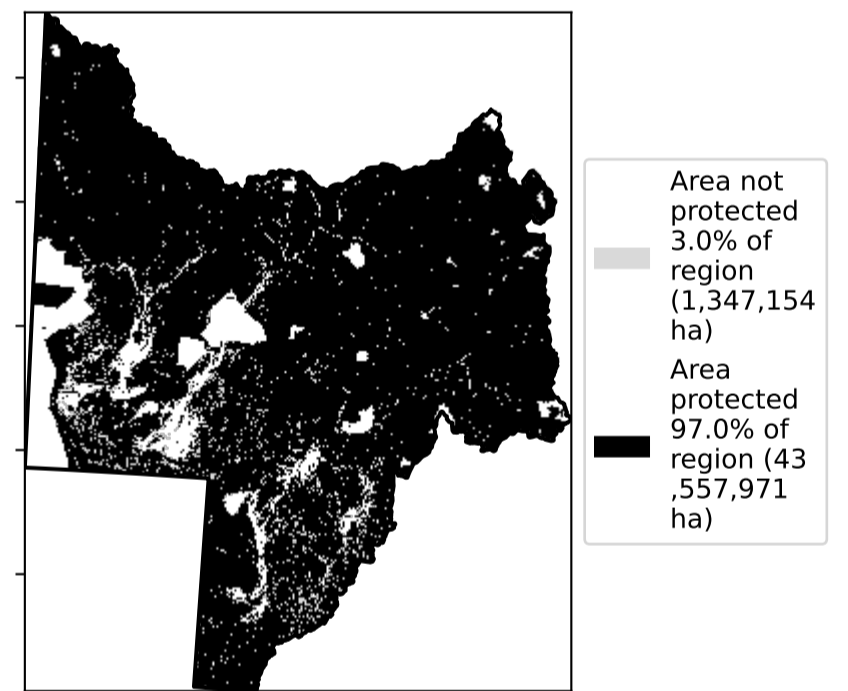 Area not
protected
3.0% of
region
(1,347,154
ha)
Area
protected
97.0% of
region (43
,557,971
ha)